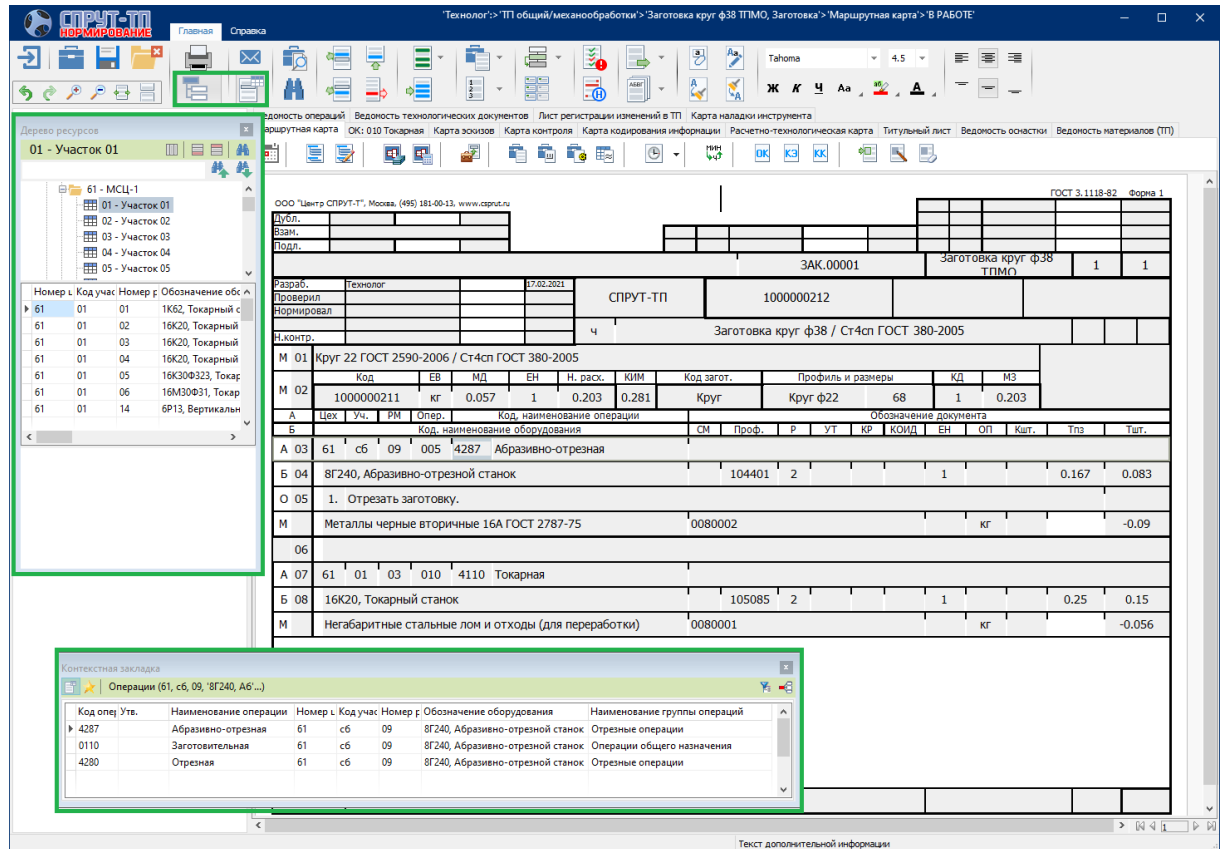 'Технолог':>'ТП общий/механообработки'>'Заготовка круг ф38 ТПМО, Заготовка'>'Маршрутная карта'>'В РАБОТЕ'
СПРУТ-ТП
НОРМИРОВАНИЕ
Главная Справка
Tahoma 4.5
Ж К Ч Аа
едомость операций Ведомость технологических документов Лист регистрации изменений в ТП Карта наладки инструмента
аршрутная карта ОК: 010 Токарная Карта эскизов Карта контроля Карта кодирования информации Расчетно-технологическая карта Титульный лист Ведомость оснастки Ведомость материалов (ТП)
МИН ОК КЭ КК
Дерево ресурсов
01 - Участок 01
61 - МСЦ-1
01 - Участок 01
02 - Участок 02
03 - Участок 03
04 - Участок 04
05 - Участок 05
Номер ц Код учас Номер р Обозначение обо
61 01 01 1К62, Токарный с
61 01 02 16К20, Токарный
61 01 03 16К20, Токарный
61 01 04 16К20, Токарный
61 01 05 16К30Ф323, Токар
61 01 06 16М30Ф31, Токар
61 01 14 6Р13, Вертикальн
ООО "Центр СПРУТ-Т", Москва, (495) 181-00-13, www.csprut.ru
ГОСТ 3.1118-82 Форма 1
Дубл.
Взам.
Подл.
ЗАК.00001 Заготовка круг ф38 ТПМО 1 1
Разраб. Технолог 17.02.2021
Проверил СПРУТ-ТП 1000000212
Нормировал
Н.контр. ч Заготовка круг ф38 / Ст4сп ГОСТ 380-2005
М 01 Круг 22 ГОСТ 2590-2006 / Ст4сп ГОСТ 380-2005
Код ЕВ МД ЕН Н. расх. КИМ Код загот. Профиль и размеры КД МЗ
М 02 1000000211 кг 0.057 1 0.203 0.281 Круг Круг ф22 68 1 0.203
А Цех Уч. РМ Опер. Код, наименование операции Обозначение документа
Б Код. наименование оборудования СМ Проф. Р УТ КР КОИД ЕН ОП Кшт. Тпз Тшт.
А 03 61 сб 09 005 4287 Абразивно-отрезная
Б 04 8Г240, Абразивно-отрезной станок 104401 2 1 0.167 0.083
О 05 1. Отрезать заготовку.
М Металлы черные вторичные 16А ГОСТ 2787-75 0080002 кг -0.09
06
А 07 61 01 03 010 4110 Токарная
Б 08 16К20, Токарный станок 105085 2 1 0.25 0.15
М Негабаритные стальные лом и отходы (для переработки) 0080001 кг -0.056
Контекстная закладка
Операции (61, сб, 09, '8Г240, Аб'...)
Код опер Утв. Наименование операции Номер ц Код учас Номер р Обозначение оборудования Наименование группы операций
4287 Абразивно-отрезная 61 сб 09 8Г240, Абразивно-отрезной станок Отрезные операции
0110 Заготовительная 61 сб 09 8Г240, Абразивно-отрезной станок Операции общего назначения
4280 Отрезная 61 сб 09 8Г240, Абразивно-отрезной станок Отрезные операции
1
Текст дополнительной информации